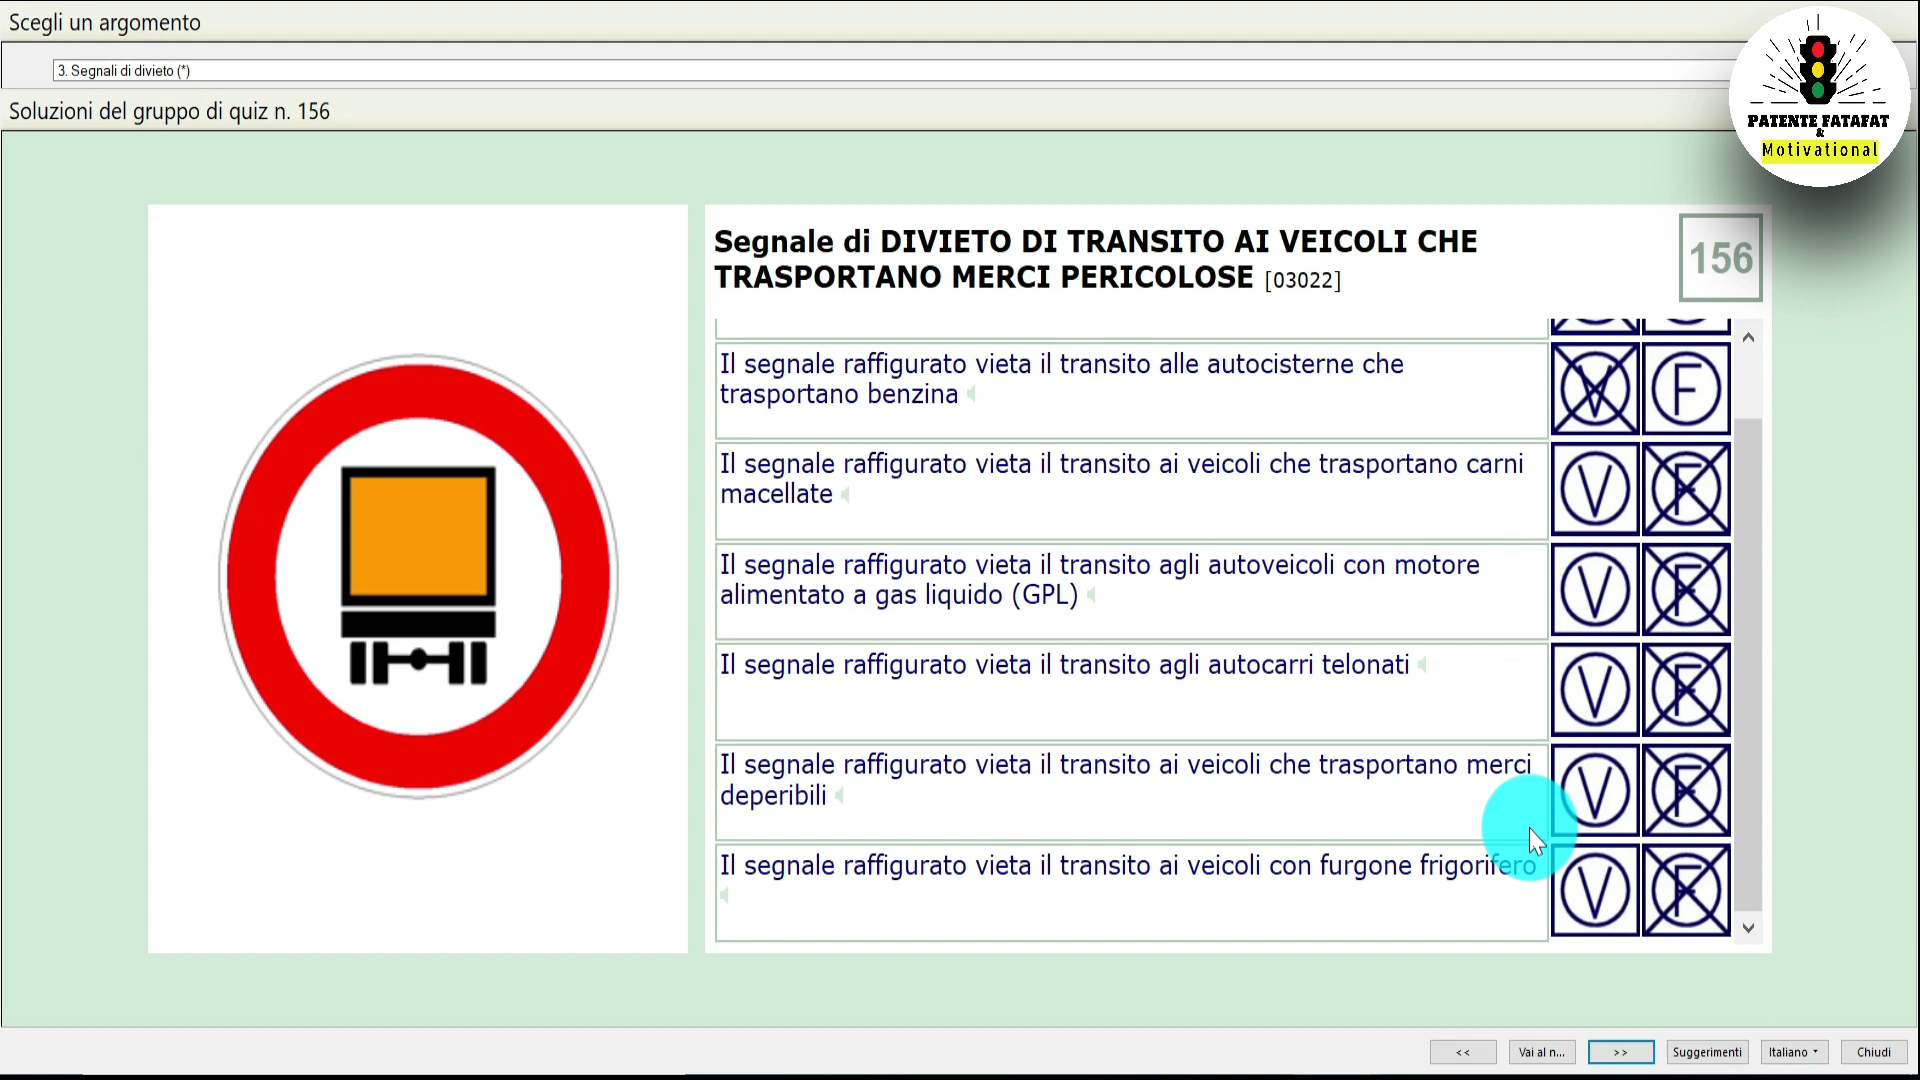 Scegli un argomento
3. Segnali di divieto (*)
Soluzioni del gruppo di quiz n. 156
PATENTE FATAFAT
&
Motivational
Segnale di DIVIETO DI TRANSITO AI VEICOLI CHE
TRASPORTANO MERCI PERICOLOSE [03022]
156
Il segnale raffigurato vieta il transito alle autocisterne che
trasportano benzina
V F
Il segnale raffigurato vieta il transito ai veicoli che trasportano carni
macellate
V F
Il segnale raffigurato vieta il transito agli autoveicoli con motore
alimentato a gas liquido (GPL)
V F
Il segnale raffigurato vieta il transito agli autocarri telonati
V F
Il segnale raffigurato vieta il transito ai veicoli che trasportano merci
deperibili
V F
Il segnale raffigurato vieta il transito ai veicoli con furgone frigorifero
V F
<< Vai al n... >> Suggerimenti Italiano Chiudi